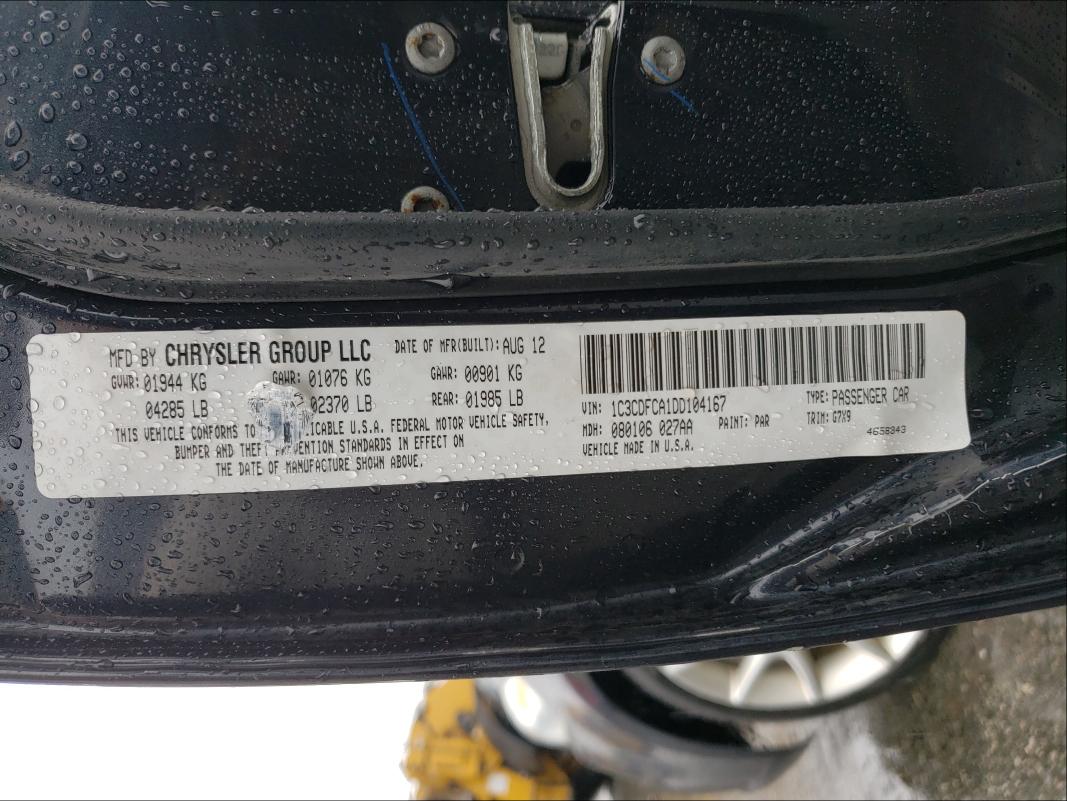 MFD BY CHRYSLER GROUP LLC DATE OF MFR(BUILT): AUG 12
GVWR: 01944 KG GAWR: 01076 KG GAWR: 00901 KG
04285 LB 02370 LB REAR: 01985 LB
THIS VEHICLE CONFORMS TO LICABLE U.S.A. FEDERAL MOTOR VEHICLE SAFETY,
BUMPER AND THEFT PREVENTION STANDARDS IN EFFECT ON
THE DATE OF MANUFACTURE SHOWN ABOVE.
VIN: 1C3CDFCA1DD104167 TYPE: PASSENGER CAR
MDH: 080106 027AA PAINT: PAR TRIM: G7X9
VEHICLE MADE IN U.S.A. 4658343